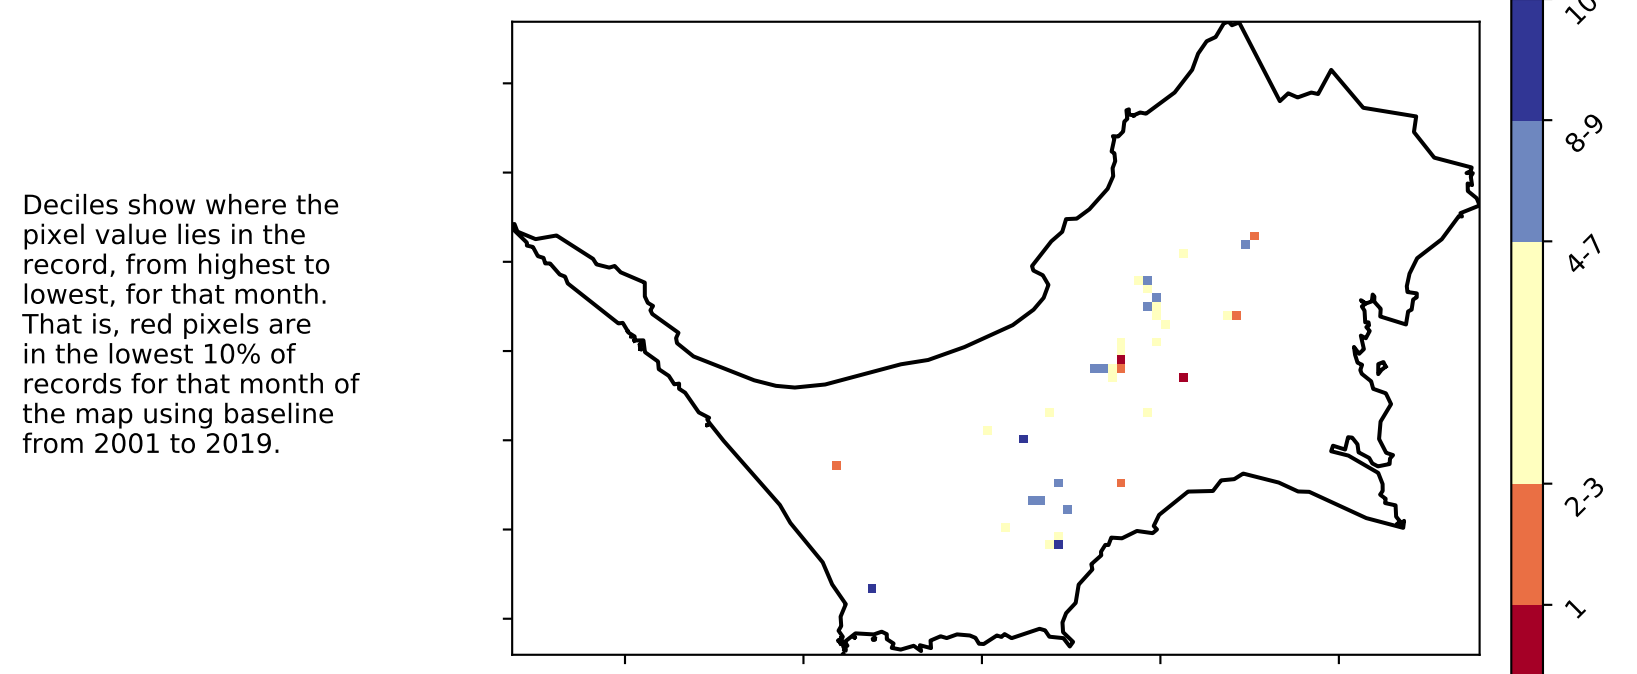 Deciles show where the
pixel value lies in the
record, from highest to
lowest, for that month.
That is, red pixels are
in the lowest 10% of
records for that month of
the map using baseline
from 2001 to 2019.
10
8-9
4-7
2-3
1